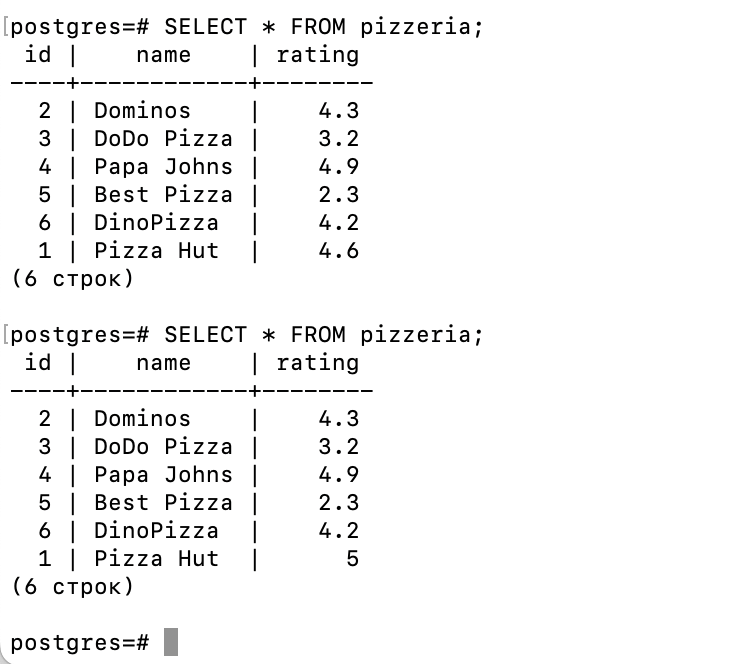 [postgres=# SELECT * FROM pizzeria;
 id |    name    | rating
----+------------+--------
  2 | Dominos    |    4.3
  3 | DoDo Pizza |    3.2
  4 | Papa Johns |    4.9
  5 | Best Pizza |    2.3
  6 | DinoPizza  |    4.2
  1 | Pizza Hut  |    4.6
(6 строк)

[postgres=# SELECT * FROM pizzeria;
 id |    name    | rating
----+------------+--------
  2 | Dominos    |    4.3
  3 | DoDo Pizza |    3.2
  4 | Papa Johns |    4.9
  5 | Best Pizza |    2.3
  6 | DinoPizza  |    4.2
  1 | Pizza Hut  |      5
(6 строк)

postgres=#